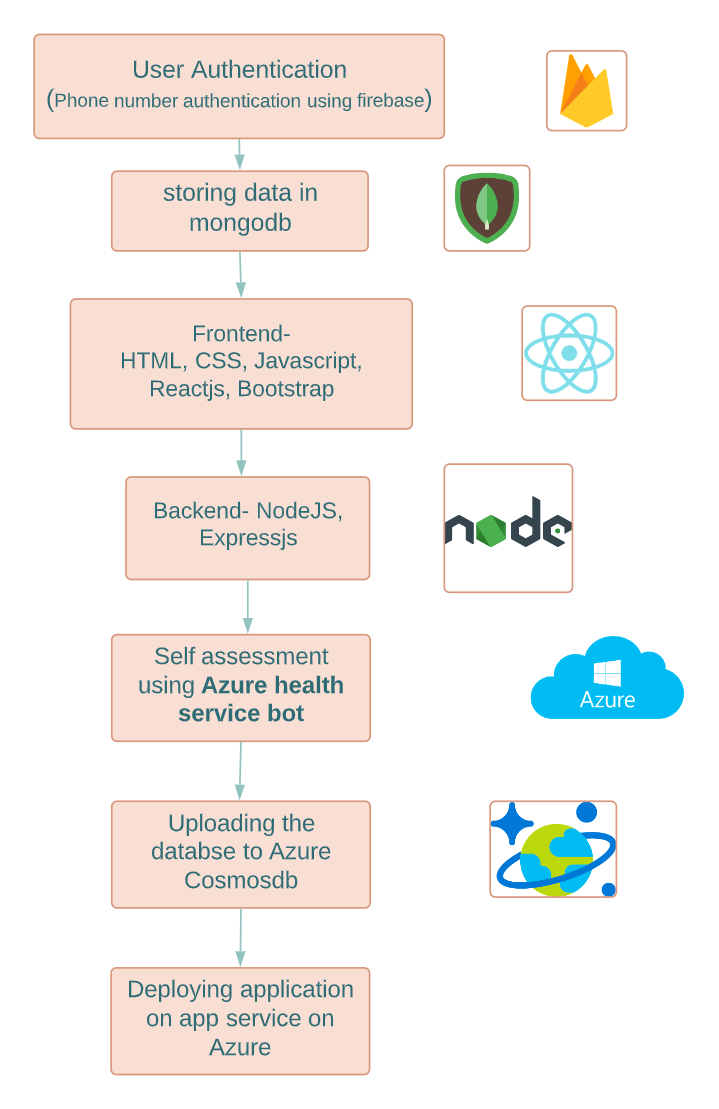 User Authentication
(Phone number authentication using firebase)
storing data in
mongodb
Frontend-
HTML, CSS, Javascript,
Reactjs, Bootstrap
Backend- NodeJS,
Expressjs
node
Self assessment
using Azure health
service bot
Azure
Uploading the
databse to Azure
Cosmosdb
Deploying application
on app service on
Azure